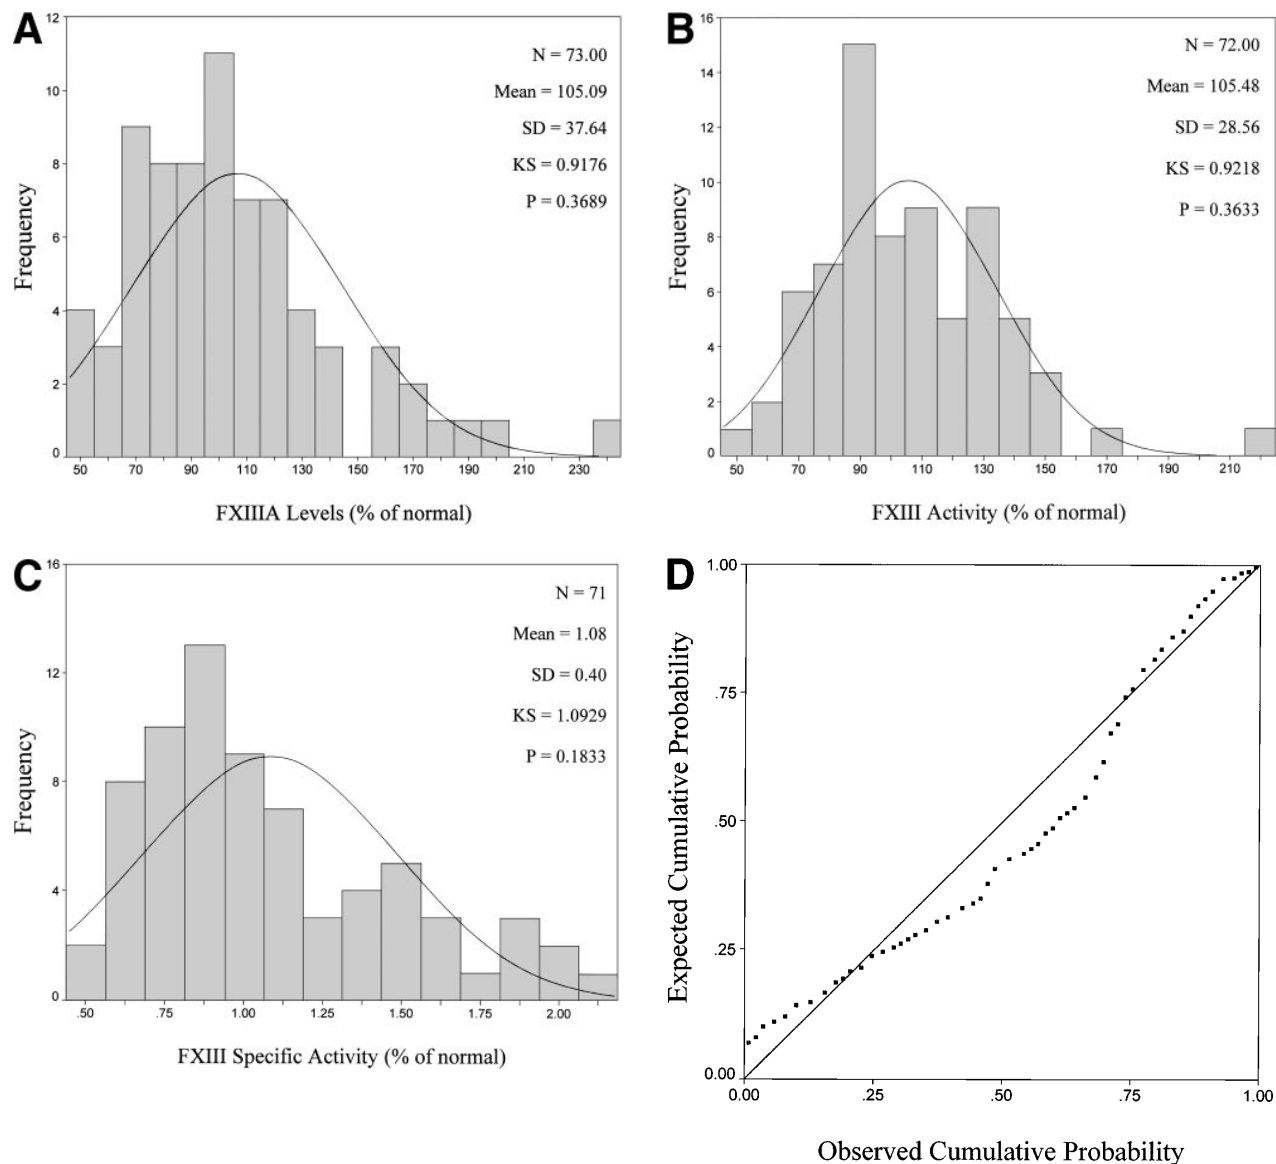 A
12
10
8
6
4
2
0
Frequency
N = 73.00
Mean = 105.09
SD = 37.64
KS = 0.9176
P = 0.3689
50 70 90 110 130 150 170 190 210 230
FXIIIA Levels (% of normal)
B
16
14
12
10
8
6
4
2
0
Frequency
N = 72.00
Mean = 105.48
SD = 28.56
KS = 0.9218
P = 0.3633
50 70 90 110 130 150 170 190 210
FXIII Activity (% of normal)
C
16
12
8
4
0
Frequency
N = 71
Mean = 1.08
SD = 0.40
KS = 1.0929
P = 0.1833
.50 .75 1.00 1.25 1.50 1.75 2.00
FXIII Specific Activity (% of normal)
D
1.00
.75
.50
.25
0.00
Expected Cumulative Probability
0.00 .25 .50 .75 1.00
Observed Cumulative Probability